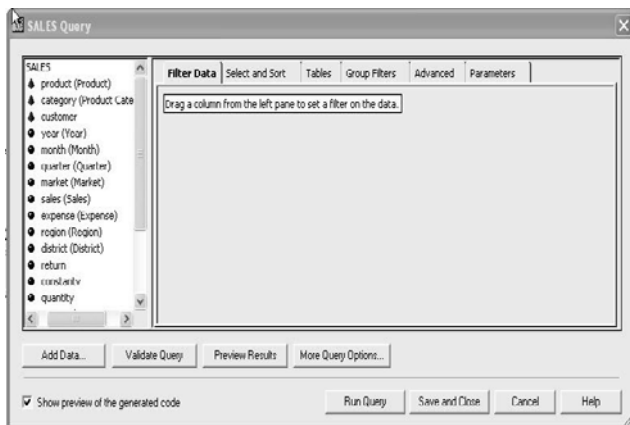 SALES Query
SALES
product (Product)
category (Product Cate
customer
year (Year)
month (Month)
quarter (Quarter)
market (Market)
sales (Sales)
expense (Expense)
region (Region)
district (District)
return
constantv
quantity
Filter Data Select and Sort Tables Group Filters Advanced Parameters
Drag a column from the left pane to set a filter on the data.
Add Data... Validate Query Preview Results More Query Options...
Show preview of the generated code
Run Query Save and Close Cancel Help